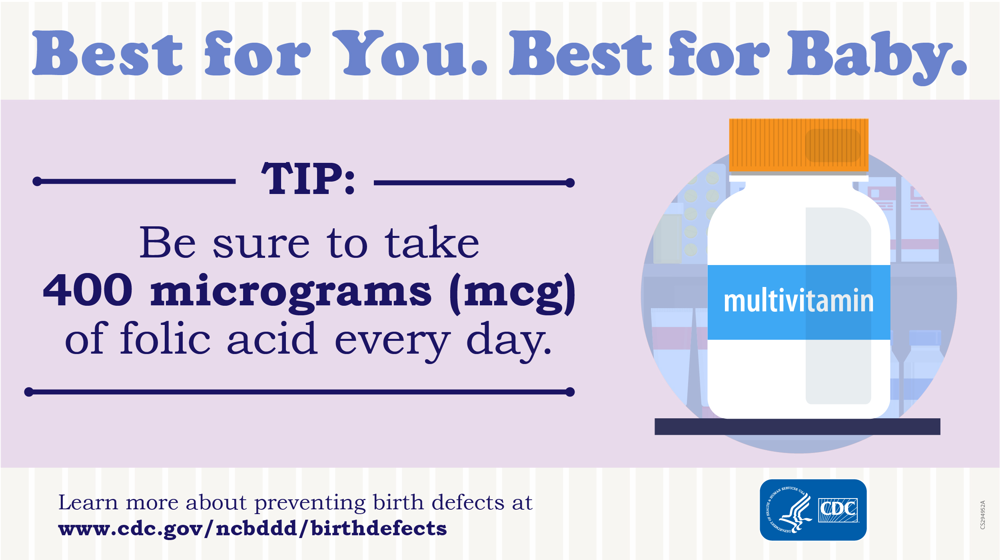 Best for You. Best for Baby.
TIP:
Be sure to take
400 micrograms (mcg)
of folic acid every day.
multivitamin
Learn more about preventing birth defects at
www.cdc.gov/ncbddd/birthdefects
DEPARTMENT OF HEALTH & HUMAN SERVICES · USA
CDC
CS294952A